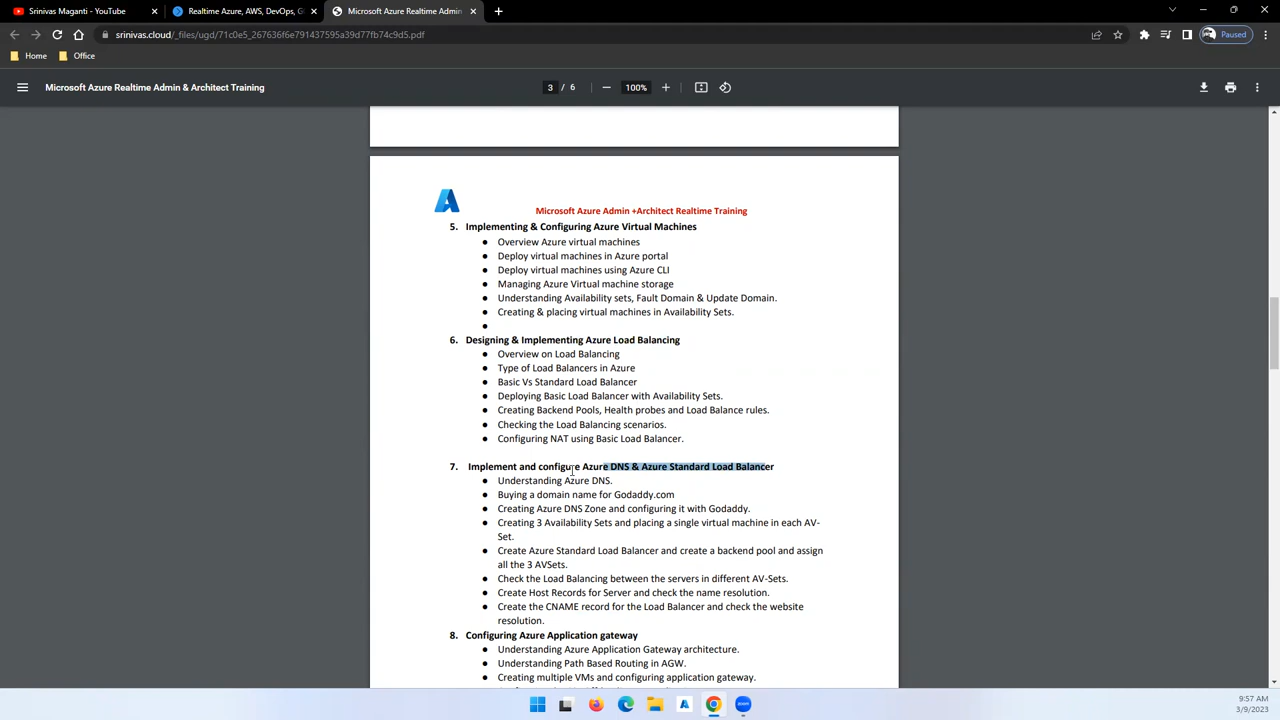 Srinivas Maganti - YouTube
Realtime Azure, AWS, DevOps, G
Microsoft Azure Realtime Admin
srinivas.cloud/_files/ugd/71c0e5_267636f6e791437595a39d77fb74c9d5.pdf
Paused
Home
Office
Microsoft Azure Realtime Admin & Architect Training
3 / 6
100%
Microsoft Azure Admin +Architect Realtime Training
5. Implementing & Configuring Azure Virtual Machines
● Overview Azure virtual machines
● Deploy virtual machines in Azure portal
● Deploy virtual machines using Azure CLI
● Managing Azure Virtual machine storage
● Understanding Availability sets, Fault Domain & Update Domain.
● Creating & placing virtual machines in Availability Sets.
●
6. Designing & Implementing Azure Load Balancing
● Overview on Load Balancing
● Type of Load Balancers in Azure
● Basic Vs Standard Load Balancer
● Deploying Basic Load Balancer with Availability Sets.
● Creating Backend Pools, Health probes and Load Balance rules.
● Checking the Load Balancing scenarios.
● Configuring NAT using Basic Load Balancer.
7. Implement and configure Azure DNS & Azure Standard Load Balancer
● Understanding Azure DNS.
● Buying a domain name for Godaddy.com
● Creating Azure DNS Zone and configuring it with Godaddy.
● Creating 3 Availability Sets and placing a single virtual machine in each AV-
Set.
● Create Azure Standard Load Balancer and create a backend pool and assign
all the 3 AVSets.
● Check the Load Balancing between the servers in different AV-Sets.
● Create Host Records for Server and check the name resolution.
● Create the CNAME record for the Load Balancer and check the website
resolution.
8. Configuring Azure Application gateway
● Understanding Azure Application Gateway architecture.
● Understanding Path Based Routing in AGW.
● Creating multiple VMs and configuring application gateway.
zoom
9:57 AM
3/9/2023